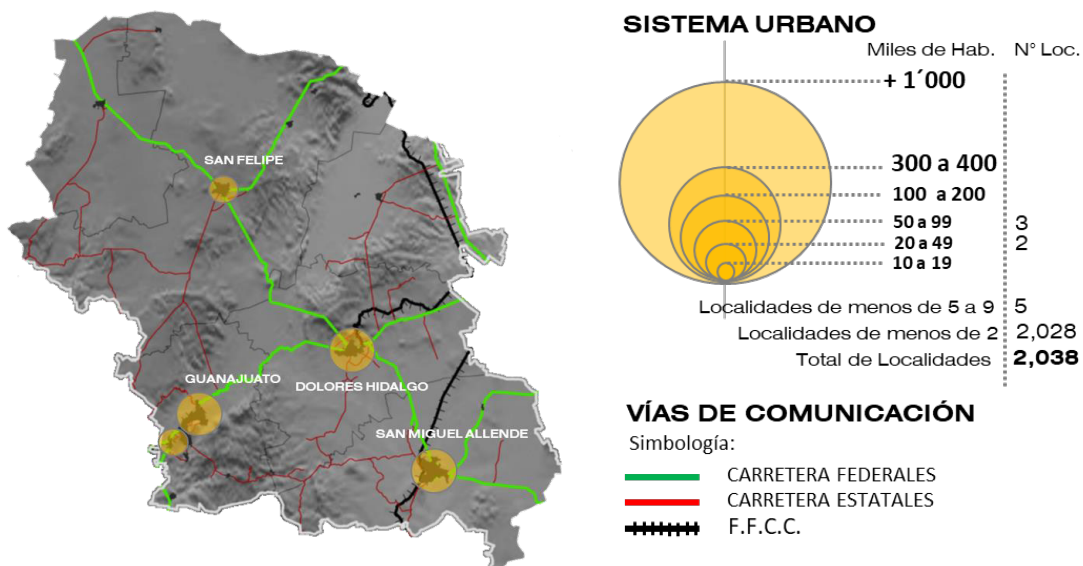 SAN FELIPE
GUANAJUATO
DOLORES HIDALGO
SAN MIGUEL ALLENDE
SISTEMA URBANO
Miles de Hab. N° Loc.
+ 1´000
300 a 400
100 a 200
50 a 99 3
20 a 49 2
10 a 19
Localidades de menos de 5 a 9 5
Localidades de menos de 2 2,028
Total de Localidades 2,038
VÍAS DE COMUNICACIÓN
Simbología:
CARRETERA FEDERALES
CARRETERA ESTATALES
F.F.C.C.